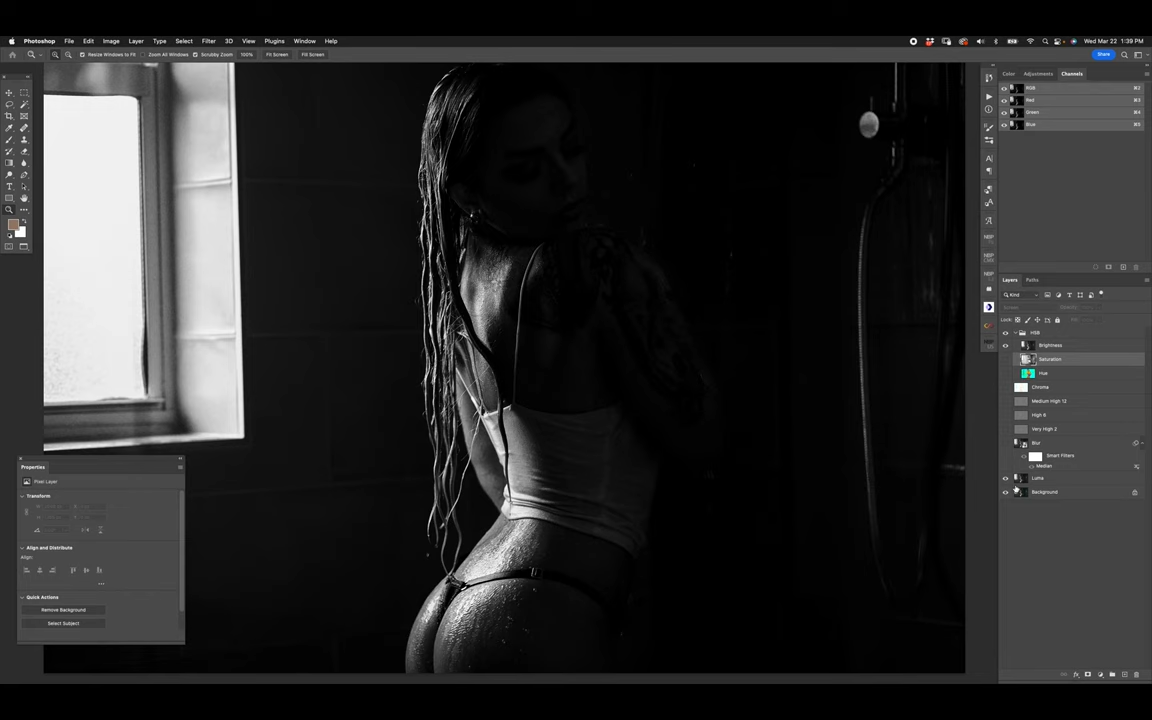 Photoshop File Edit Image Layer Type Select Filter 3D View Plugins Window Help Wed Mar 22 1:39 PM
Resize Windows to Fit Zoom All Windows Scrubby Zoom 100% Fit Screen Fill Screen Share
Color Adjustments Channels
RGB ⌘2
Red ⌘3
Green ⌘4
Blue ⌘5
Layers Paths
Kind
Lock:
HSB
Brightness
Saturation
Hue
Chroma
Medium High 12
High 6
Very High 2
Blur
Smart Filters
Median
Luma
Background
Properties
Pixel Layer
Transform
Align and Distribute
Align:
Quick Actions
Remove Background
Select Subject